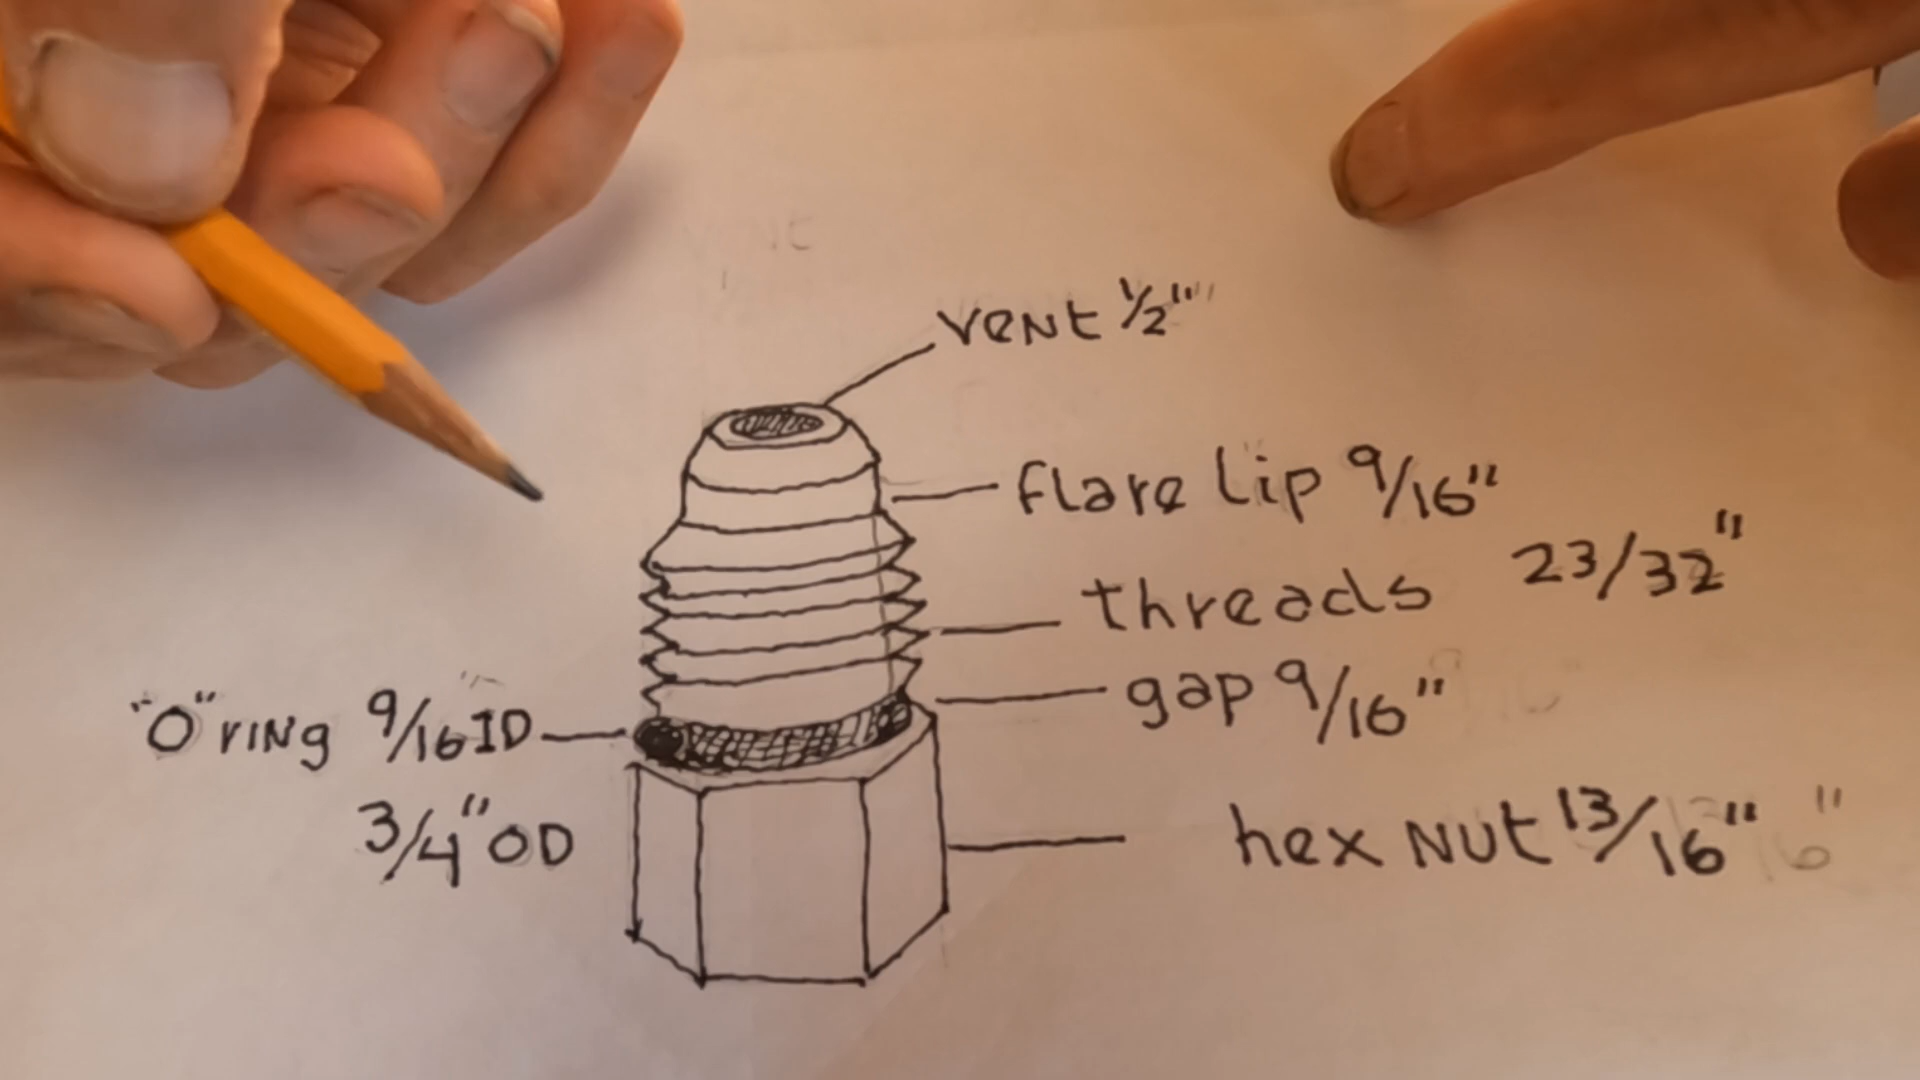 vent 1/2"
flare lip 9/16"
threads 23/32"
gap 9/16"
"O" ring 9/16 ID
3/4" OD
hex nut 13/16"